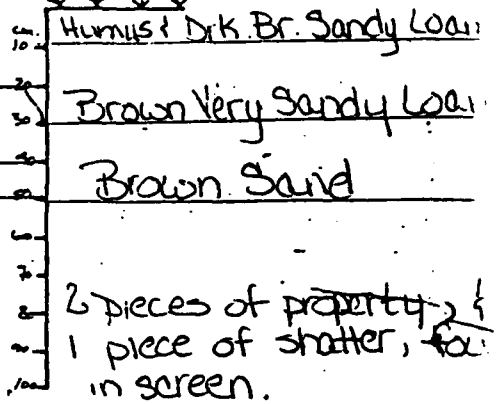 cm.
Humus & Drk. Br. Sandy Loam
10
20
Brown Very Sandy Loam
30
40
Brown Sand
50
60
70
80
2 pieces of property, &
1 piece of shatter,
90
100
in screen.